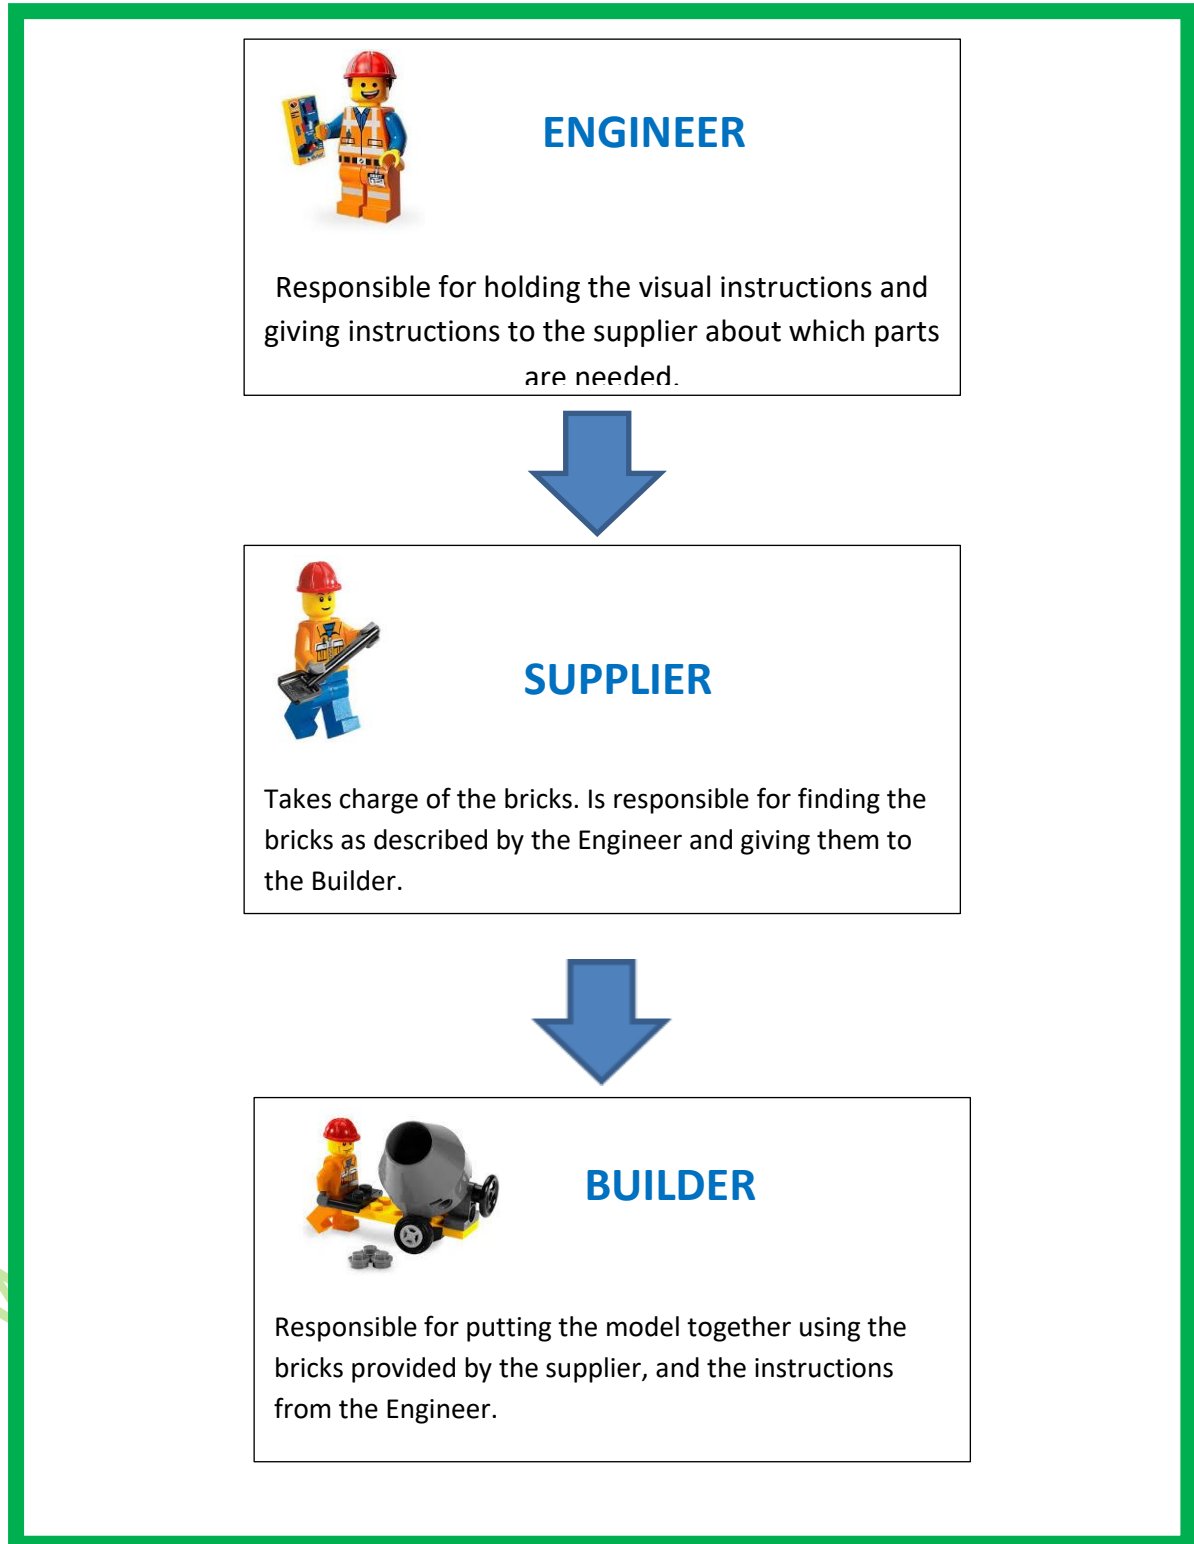 ENGINEER
Responsible for holding the visual instructions and
giving instructions to the supplier about which parts
are needed.
SUPPLIER
Takes charge of the bricks. Is responsible for finding the
bricks as described by the Engineer and giving them to
the Builder.
BUILDER
Responsible for putting the model together using the
bricks provided by the supplier, and the instructions
from the Engineer.